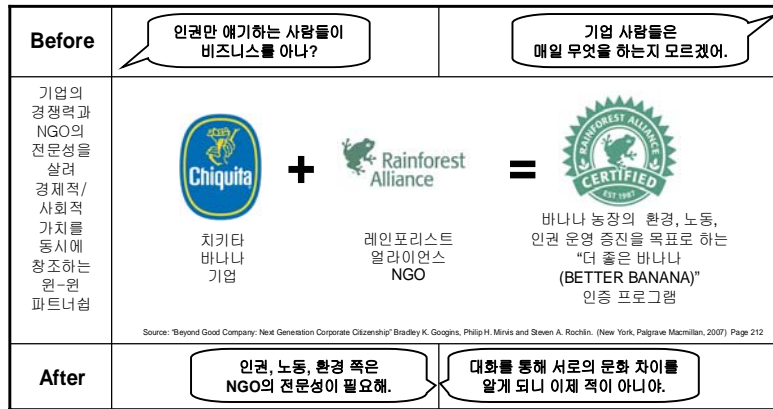 Before
인권만 얘기하는 사람들이
비즈니스를 아나?
기업 사람들은
매일 무엇을 하는지 모르겠어.
기업의
경쟁력과
NGO의
전문성을
살려
경제적/
사회적
가치를
동시에
창조하는
윈-윈
파트너쉽
Chiquita
+
Rainforest
Alliance
=
RAINFOREST ALLIANCE
CERTIFIED
EST 1987
치키타
바나나
기업
레인포리스트
얼라이언스
NGO
바나나 농장의 환경, 노동,
인권 운영 증진을 목표로 하는
“더 좋은 바나나
(BETTER BANANA)”
인증 프로그램
Source: “Beyond Good Company: Next Generation Corporate Citizenship” Bradley K. Googins, Philip H. Mirvis and Steven A. Rochlin. (New York, Palgrave Macmillan, 2007) Page 212
After
인권, 노동, 환경 쪽은
NGO의 전문성이 필요해.
대화를 통해 서로의 문화 차이를
알게 되니 이제 적이 아니야.